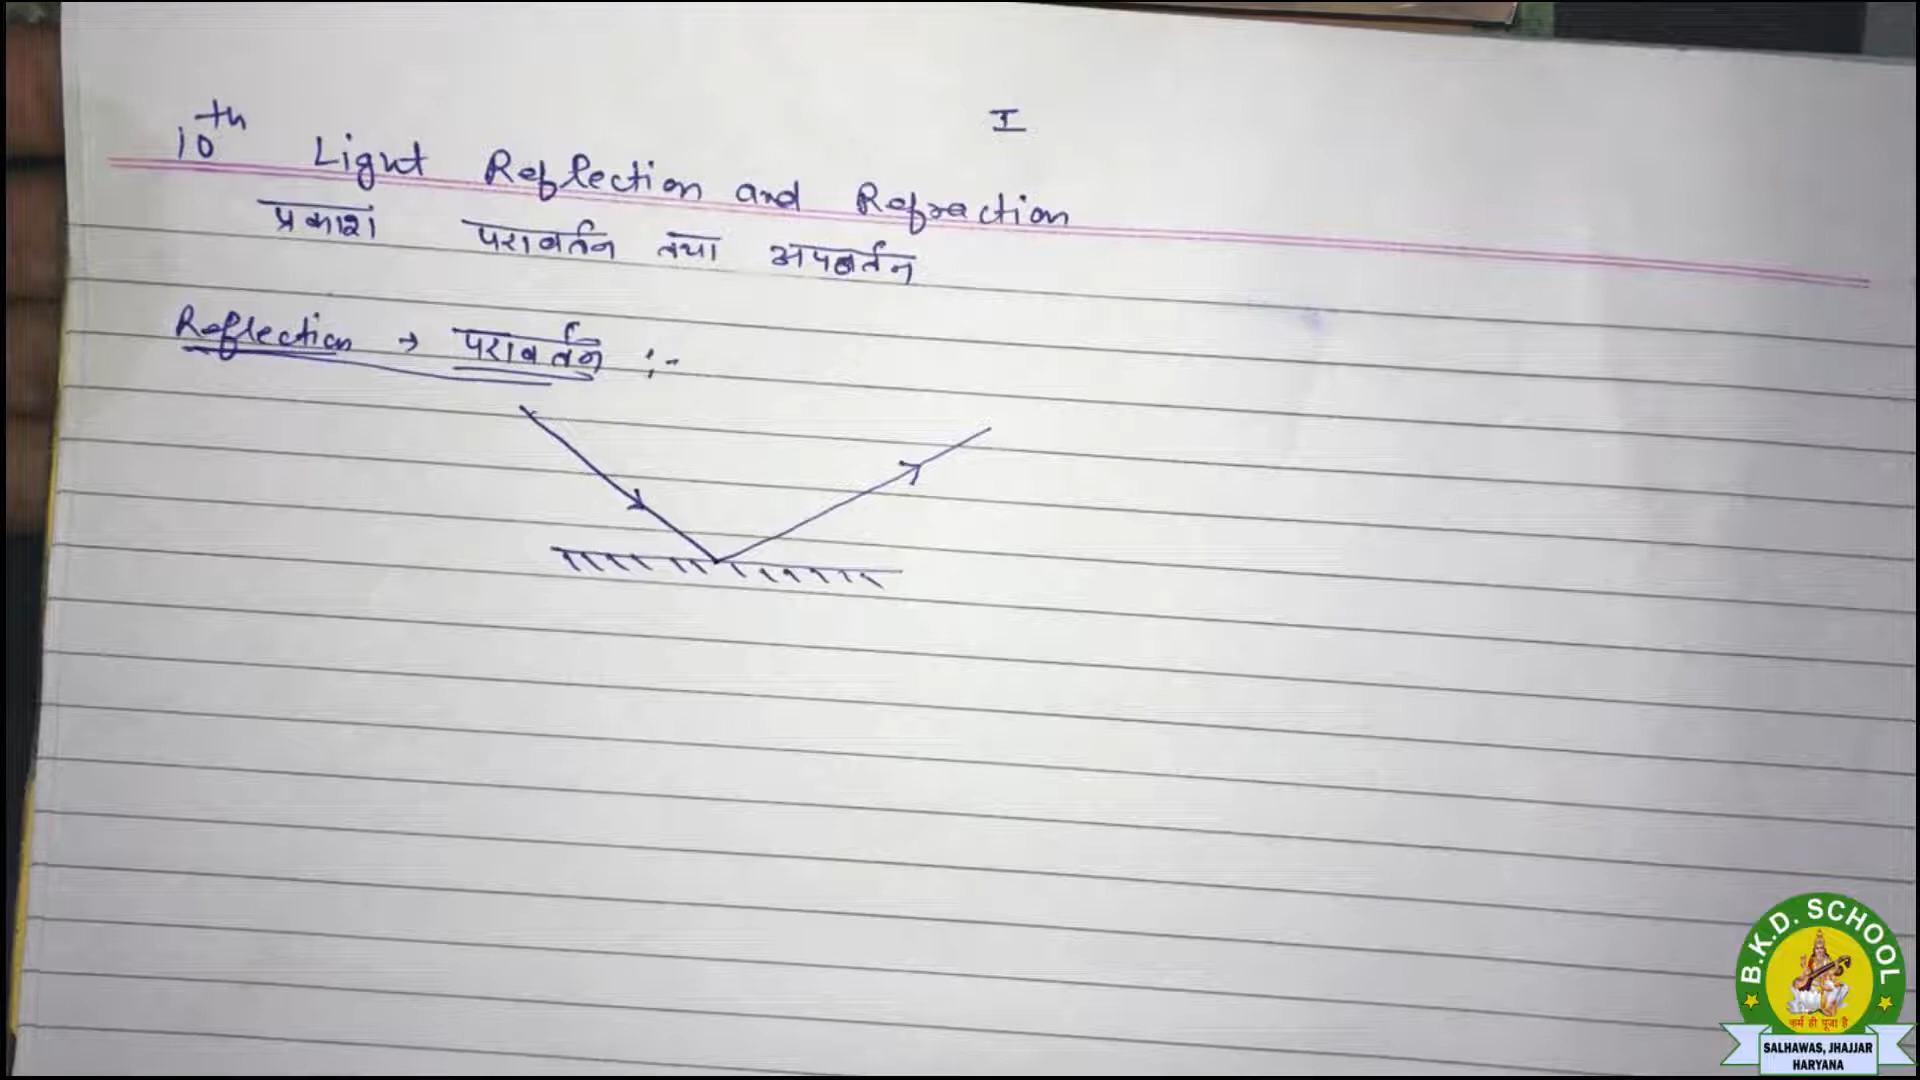 I
10th Light Reflection and Refraction
प्रकाश परावर्तन तथा अपवर्तन
Reflection → परावर्तन :-
B.K.D. SCHOOL
कर्म ही पूजा है
SALHAWAS, JHAJJAR
HARYANA